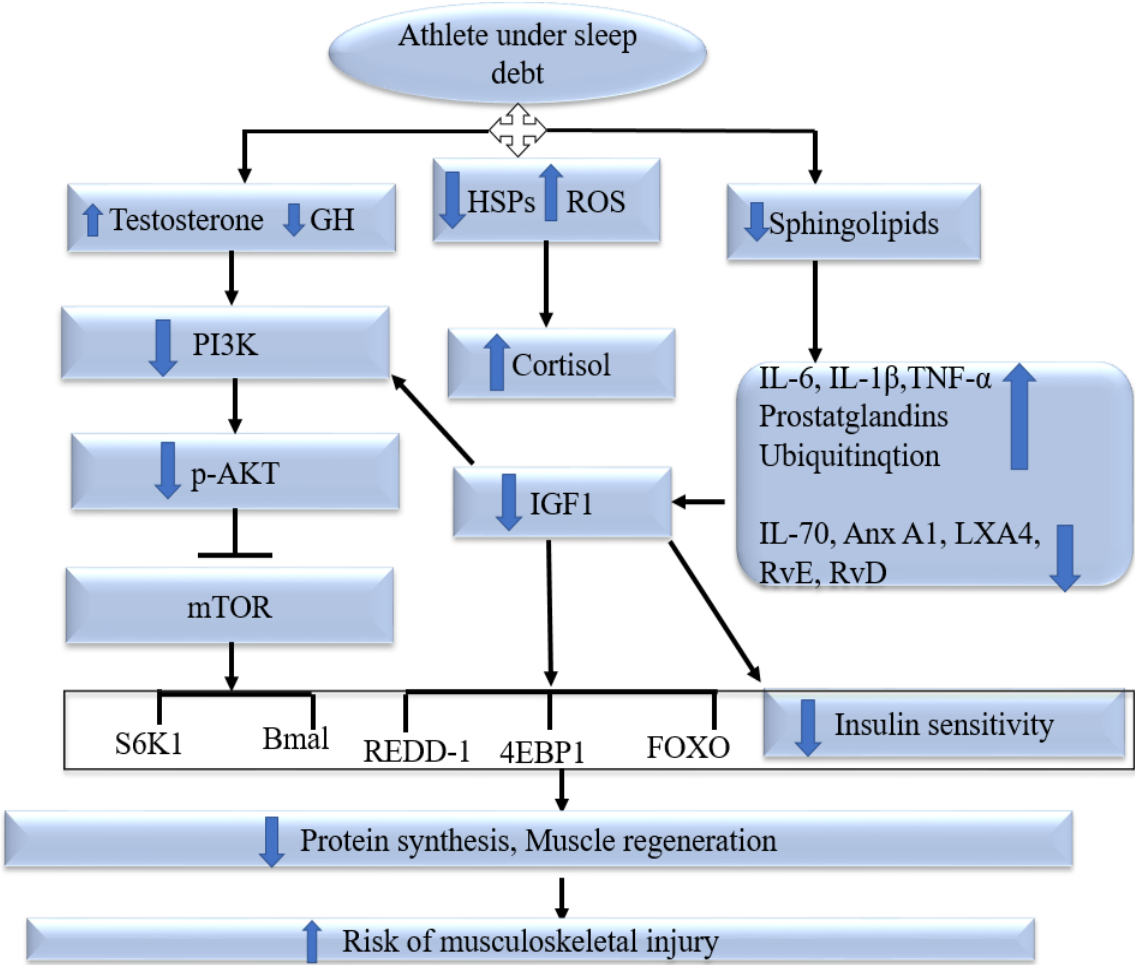 Athlete under sleep
debt
Testosterone GH
HSPs ROS
Sphingolipids
PI3K
Cortisol
IL-6, IL-1β,TNF-α
Prostatglandins
Ubiquitinqtion
p-AKT
IGF1
IL-70, Anx A1, LXA4,
RvE, RvD
mTOR
S6K1
Bmal
REDD-1
4EBP1
FOXO
Insulin sensitivity
Protein synthesis, Muscle regeneration
Risk of musculoskeletal injury